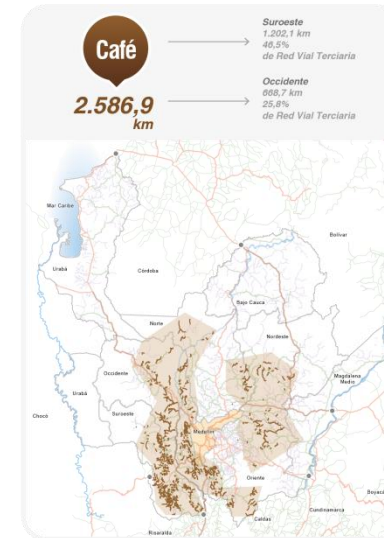 Café
2.586,9
km
Suroeste
1.202,1 km
46,5%
de Red Vial Terciaria
Occidente
668,7 km
25,8%
de Red Vial Terciaria
Mar Caribe
Bolívar
Urabá
Córdoba
Bajo Cauca
Norte
Nordeste
Occidente
Magdalena
Medio
Urabá
Suroeste
Chocó
Medellín
Oriente
Boyacá
Cundinamarca
Caldas
Risaralda